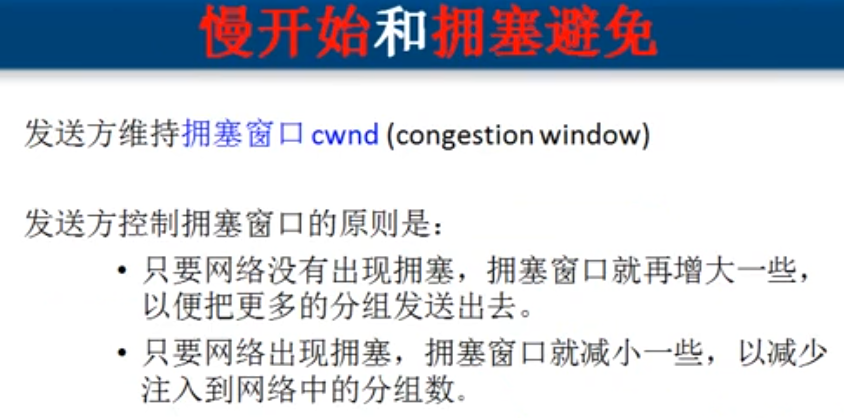 慢开始和拥塞避免
发送方维持拥塞窗口 cwnd (congestion window)
发送方控制拥塞窗口的原则是：
• 只要网络没有出现拥塞，拥塞窗口就再增大一些，
以便把更多的分组发送出去。
• 只要网络出现拥塞，拥塞窗口就减小一些，以减少
注入到网络中的分组数。